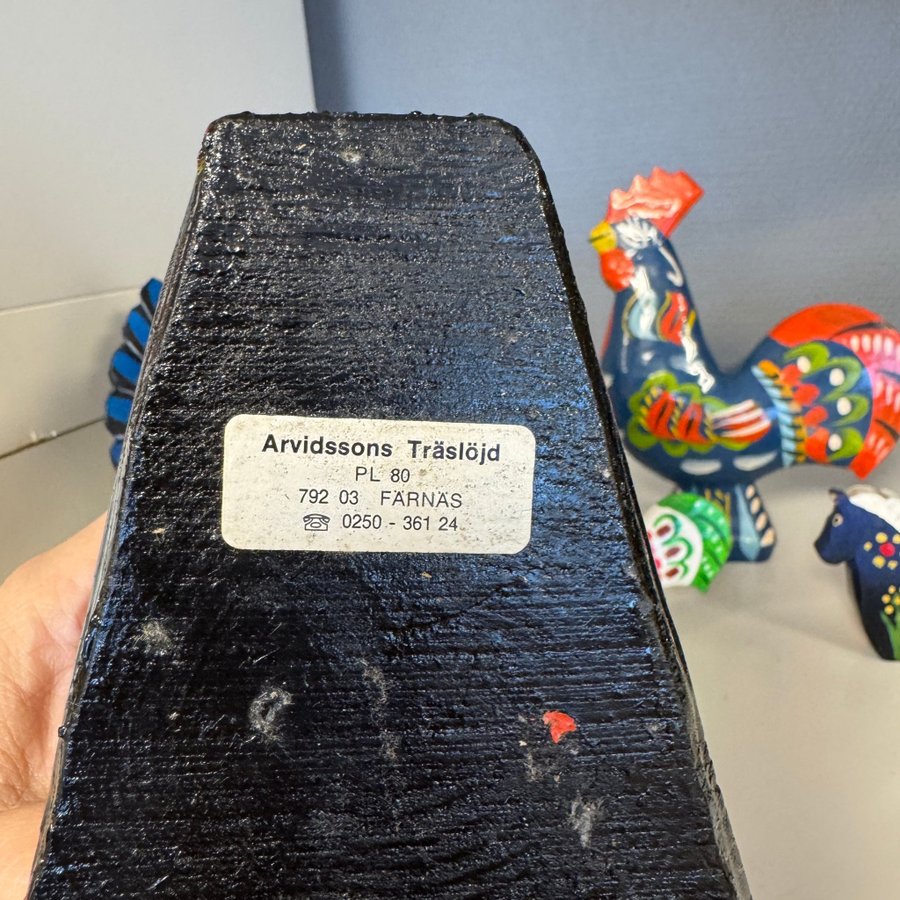 Arvidssons Träslöjd
PL 80
792 03 FÄRNÄS
☎ 0250 - 361 24